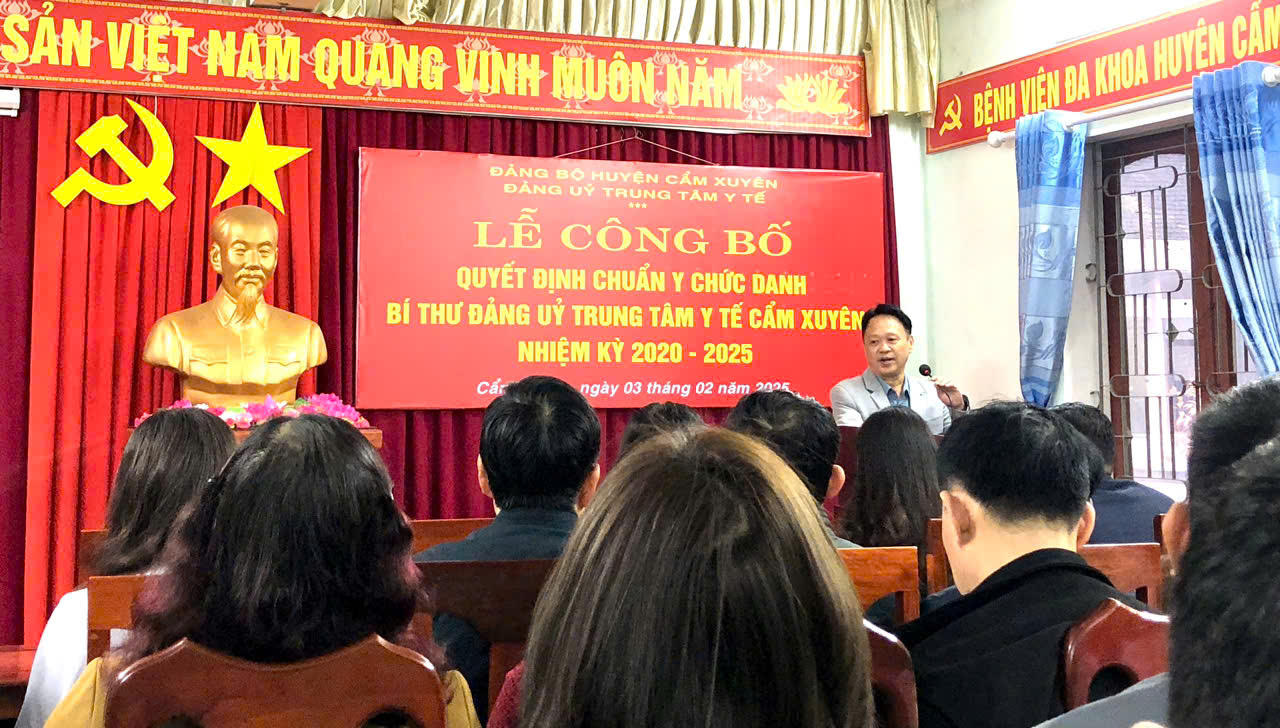 SẢN VIỆT NAM QUANG VINH MUÔN NĂM
BỆNH VIỆN ĐA KHOA HUYỆN CẨM
ĐẢNG BỘ HUYỆN CẨM XUYÊN
ĐẢNG UỶ TRUNG TÂM Y TẾ
***
LỄ CÔNG BỐ
QUYẾT ĐỊNH CHUẨN Y CHỨC DANH
BÍ THƯ ĐẢNG UỶ TRUNG TÂM Y TẾ CẨM XUYÊN
NHIỆM KỲ 2020 - 2025
ngày 03 tháng 02 năm 2025